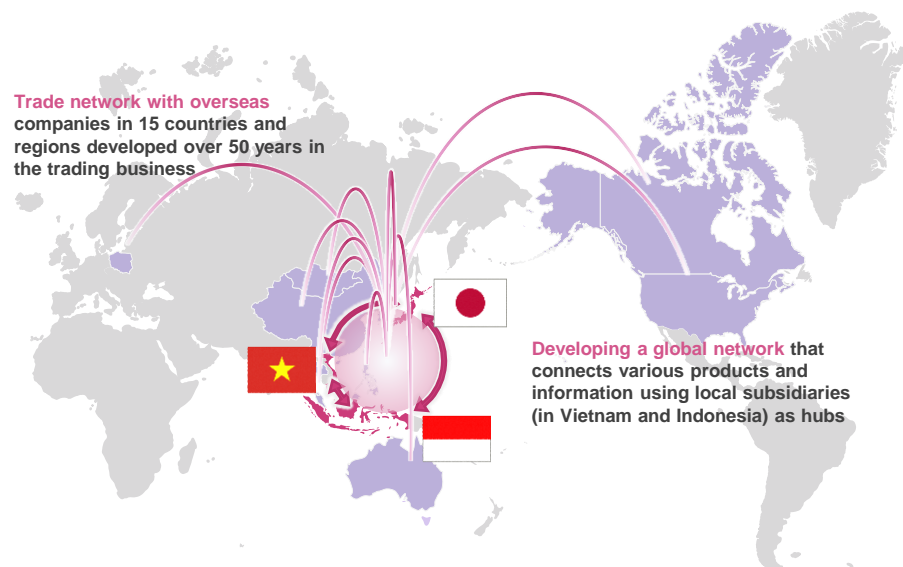 Trade network with overseas
companies in 15 countries and
regions developed over 50 years in
the trading business
Developing a global network that
connects various products and
information using local subsidiaries
(in Vietnam and Indonesia) as hubs